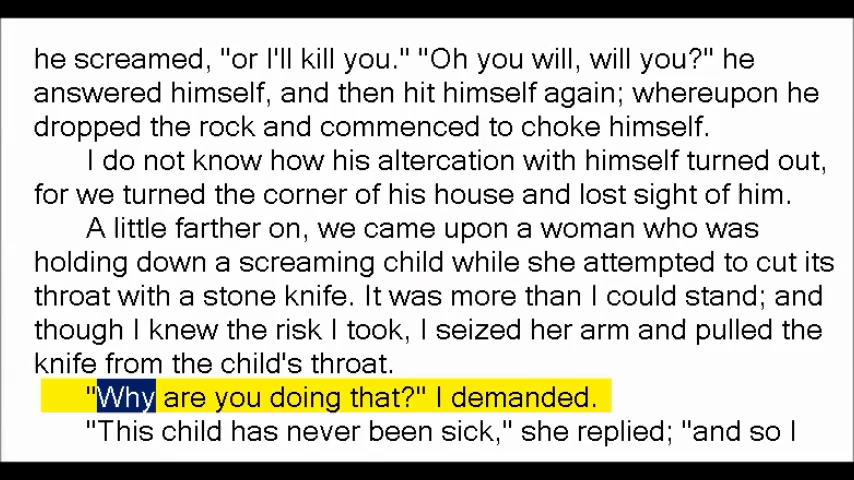 he screamed, "or I'll kill you." "Oh you will, will you?" he
answered himself, and then hit himself again; whereupon he
dropped the rock and commenced to choke himself.
I do not know how his altercation with himself turned out,
for we turned the corner of his house and lost sight of him.
A little farther on, we came upon a woman who was
holding down a screaming child while she attempted to cut its
throat with a stone knife. It was more than I could stand; and
though I knew the risk I took, I seized her arm and pulled the
knife from the child's throat.
"Why are you doing that?" I demanded.
"This child has never been sick," she replied; "and so I